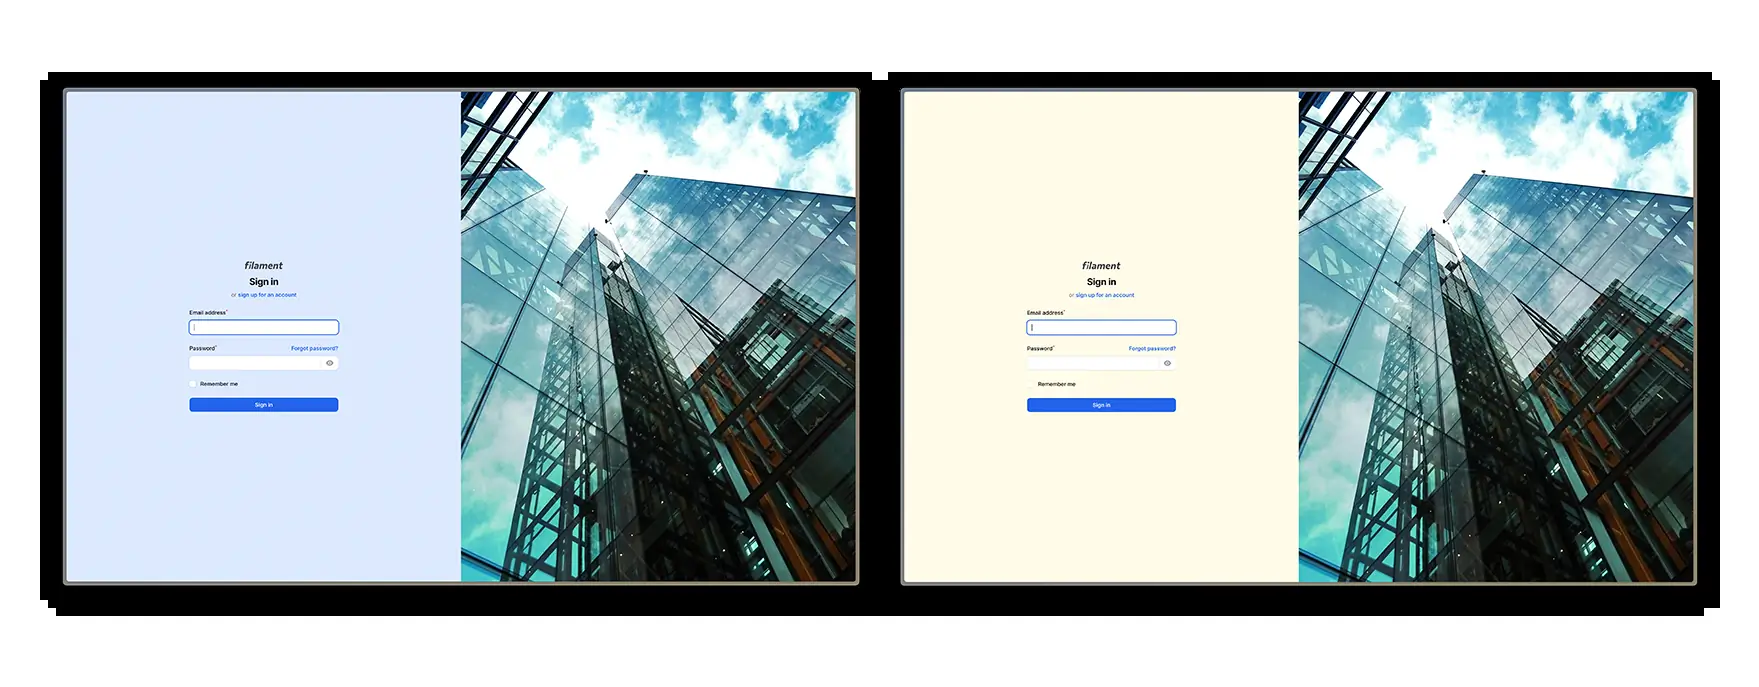 filament
Sign in
or sign up for an account
Email address*
Password* Forgot password?
Remember me
Sign in
filament
Sign in
or sign up for an account
Email address*
Password* Forgot password?
Remember me
Sign in